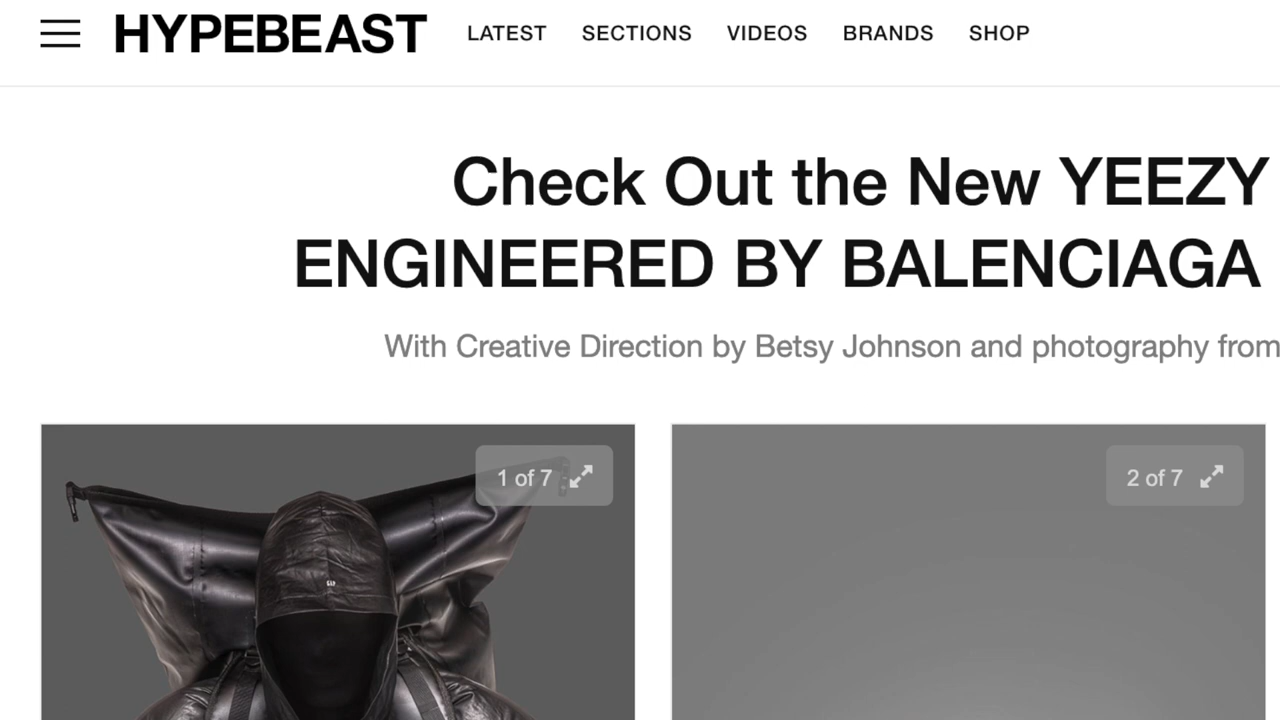 HYPEBEAST LATEST SECTIONS VIDEOS BRANDS SHOP
Check Out the New YEEZY
ENGINEERED BY BALENCIAGA
With Creative Direction by Betsy Johnson and photography from
1 of 7
2 of 7